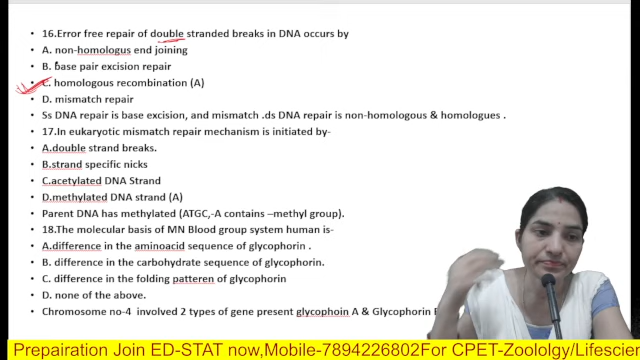 16.Error free repair of double stranded breaks in DNA occurs by
A. non-homologus end joining
B. base pair excision repair
C. homologous recombination (A)
D. mismatch repair
Ss DNA repair is base excision, and mismatch .ds DNA repair is non-homologous & homologues .
17.In eukaryotic mismatch repair mechanism is initiated by-
A.double strand breaks.
B.strand specific nicks
C.acetylated DNA Strand
D.methylated DNA strand (A)
Parent DNA has methylated (ATGC,-A contains –methyl group).
18.The molecular basis of MN Blood group system human is-
A.difference in the aminoacid sequence of glycophorin .
B. difference in the carbohydrate sequence of glycophorin.
C. difference in the folding patteren of glycophorin
D. none of the above.
Chromosome no-4 involved 2 types of gene present glycophoin A & Glycophorin
Prepairation Join ED-STAT now,Mobile-7894226802For CPET-Zoololgy/Lifescien